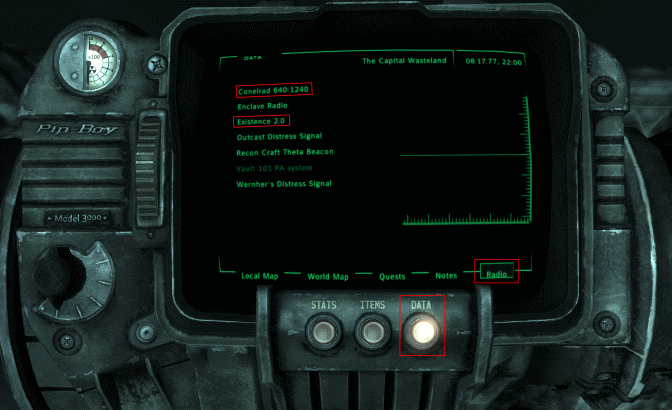 DATA
The Capital Wasteland
08.17.77, 22:00
x100
Conelrad 640-1240
Enclave Radio
Existence 2.0
Outcast Distress Signal
Recon Craft Theta Beacon
Vault 101 PA system
Wernher's Distress Signal
Pip-Boy
Model 3000
Local Map
World Map
Quests
Notes
Radio
STATS
ITEMS
DATA